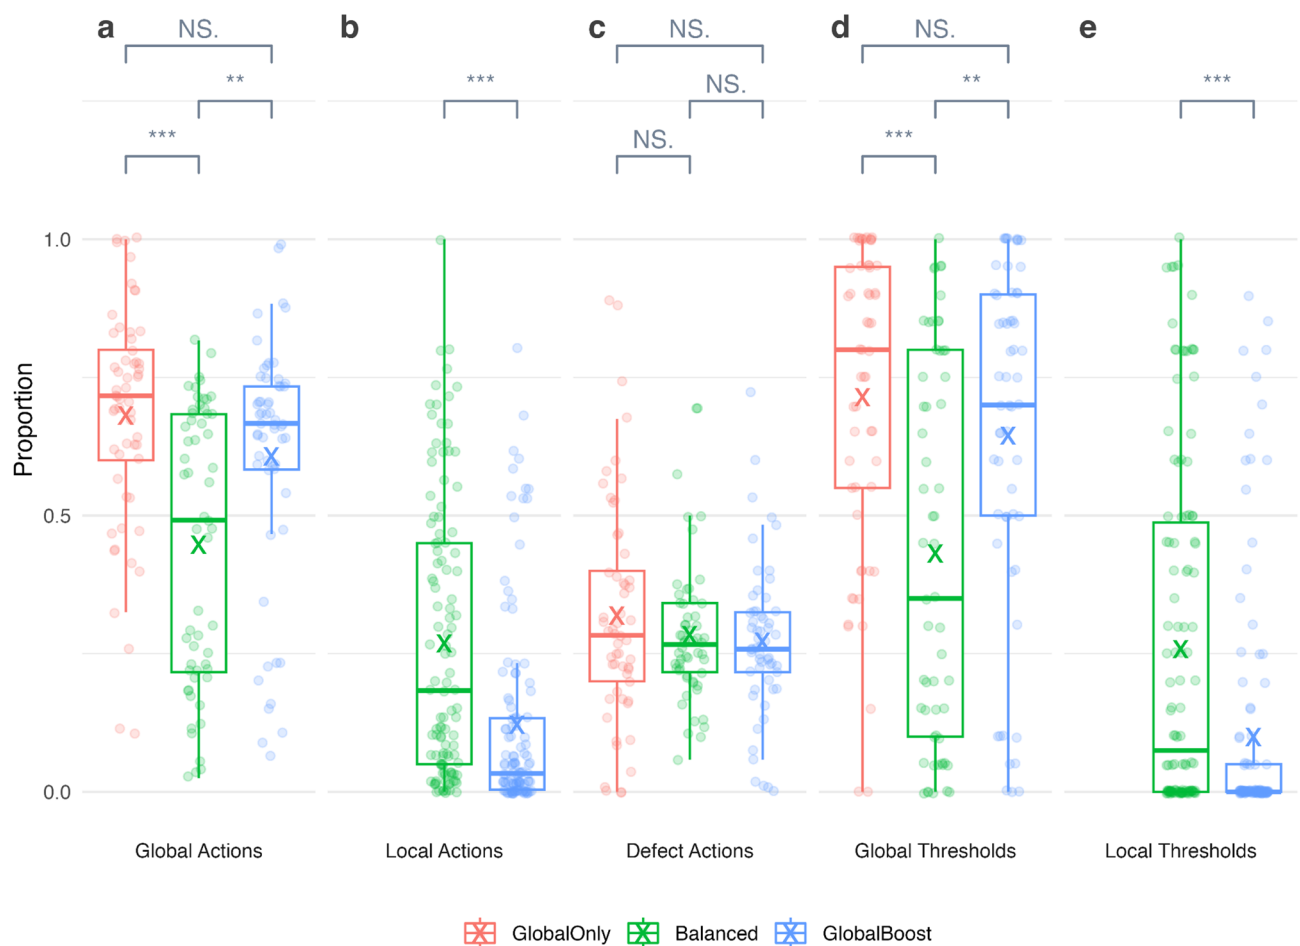 a b c d e
NS. NS. NS.
** *** NS. ** ***
*** NS. ***
1.0
Proportion
0.5
0.0
Global Actions Local Actions Defect Actions Global Thresholds Local Thresholds
X GlobalOnly X Balanced X GlobalBoost